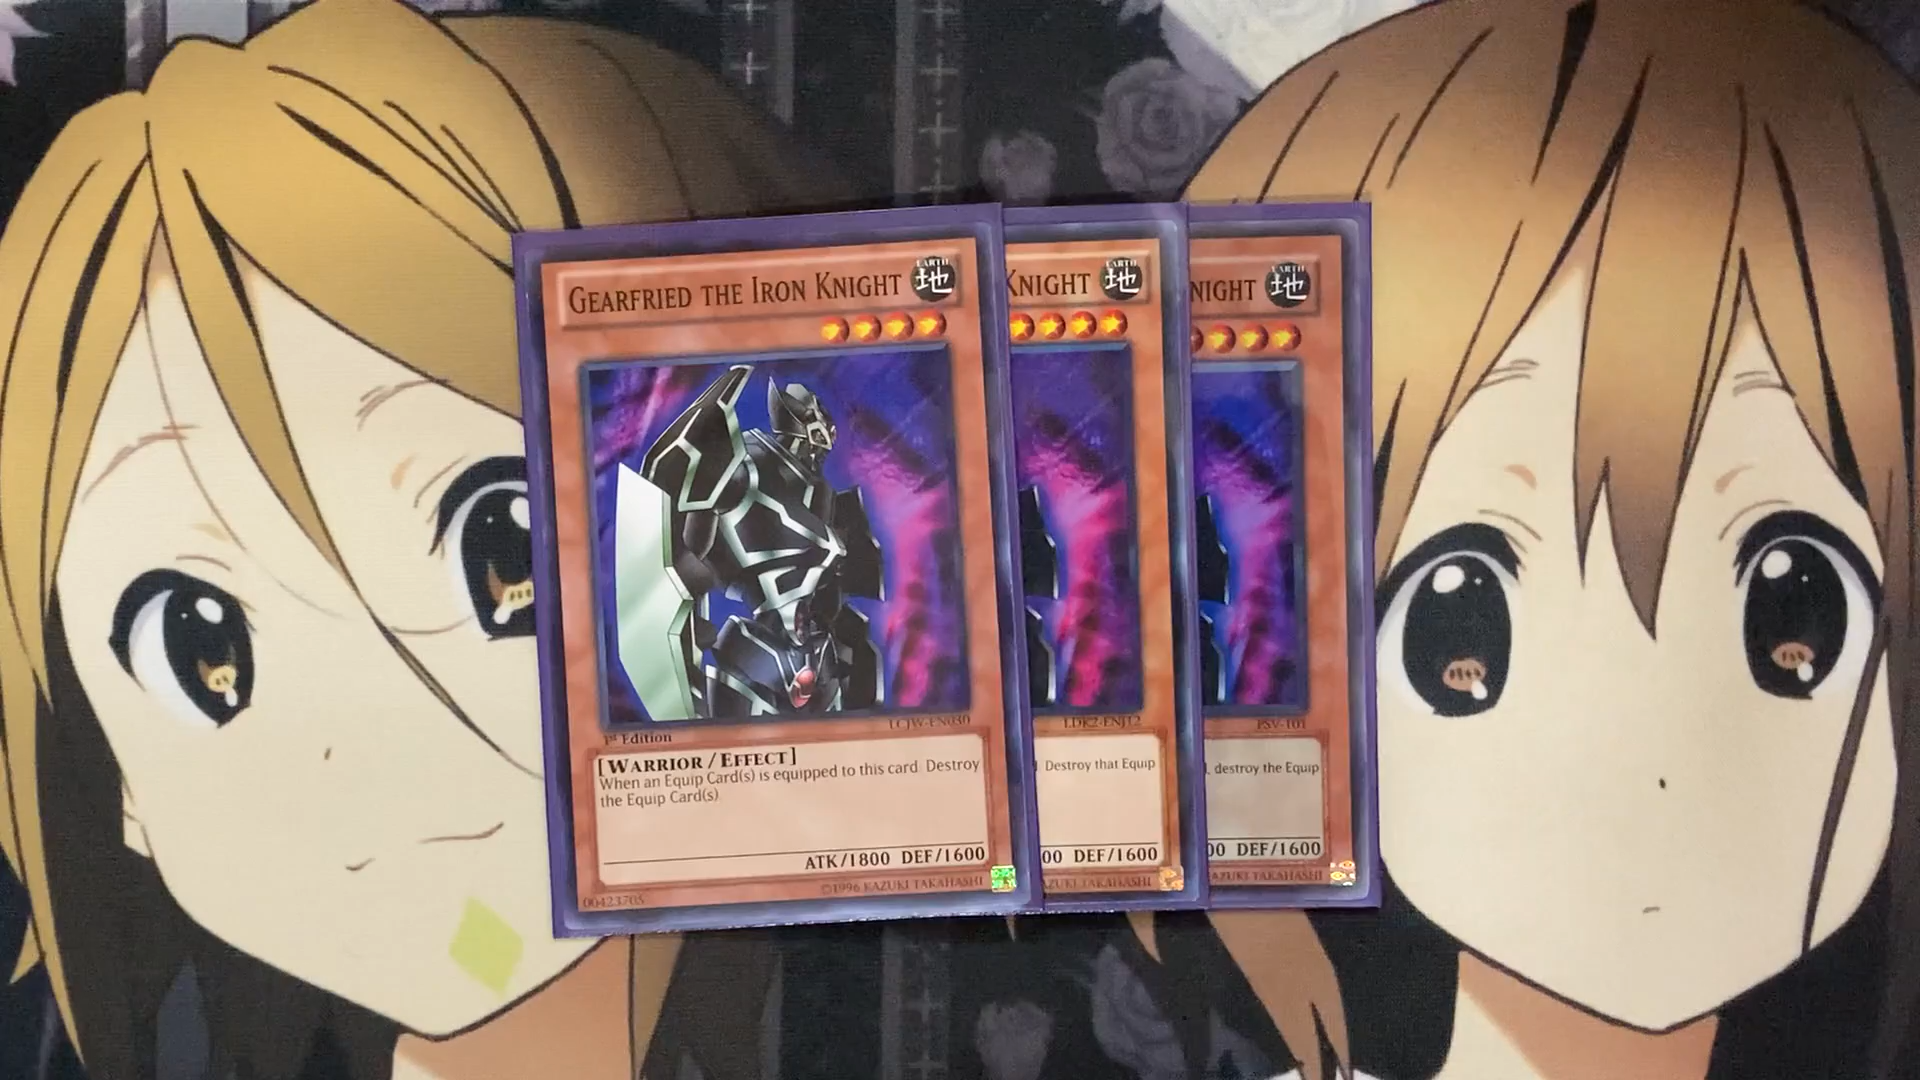 GEARFRIED THE IRON KNIGHT
EARTH
地
LCJW-EN030
1st Edition
[WARRIOR / EFFECT]
When an Equip Card(s) is equipped to this card: Destroy
the Equip Card(s).
ATK/1800 DEF/1600
00423705
©1996 KAZUKI TAKAHASHI
KNIGHT
EARTH
地
LDK2-ENJ12
Destroy that Equip
00 DEF/1600
KAZUKI TAKAHASHI
NIGHT
EARTH
地
PSV-101
destroy the Equip
00 DEF/1600
KAZUKI TAKAHASHI